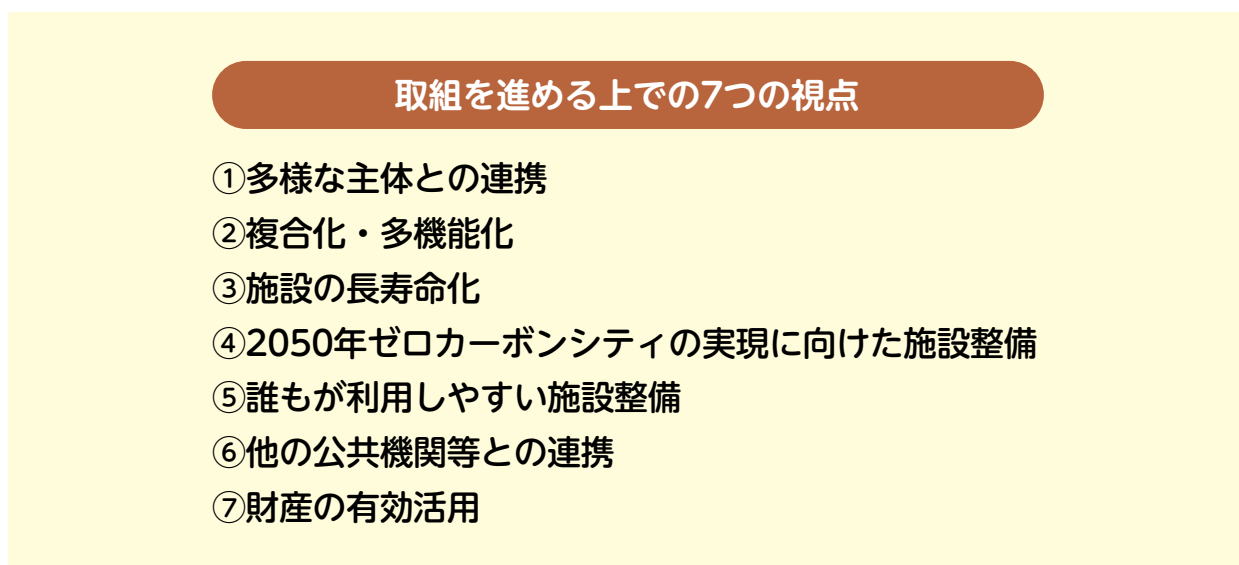 取組を進める上での7つの視点
①多様な主体との連携
②複合化・多機能化
③施設の長寿命化
④2050年ゼロカーボンシティの実現に向けた施設整備
⑤誰もが利用しやすい施設整備
⑥他の公共機関等との連携
⑦財産の有効活用